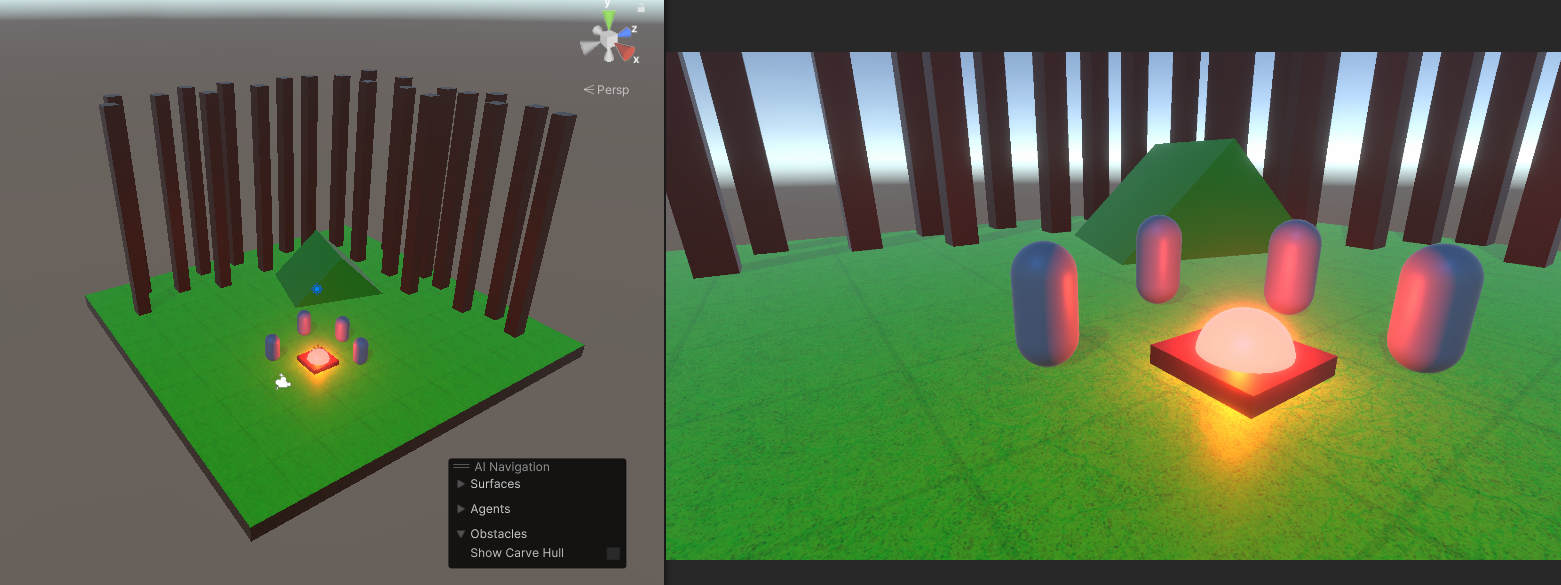 y
z
x
Persp
AI Navigation
Surfaces
Agents
Obstacles
Show Carve Hull